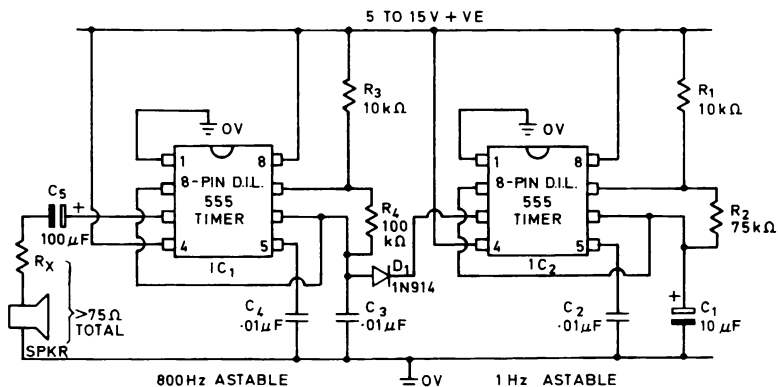 5 TO 15V +VE
R3
10kΩ
R1
10kΩ
0V
0V
1
8
8-PIN D.I.L.
555
TIMER
4
5
IC1
1
8
8-PIN D.I.L.
555
TIMER
4
5
IC2
C5
+
100µF
R4
100
kΩ
R2
75kΩ
RX
>75Ω
TOTAL
SPKR
D1
1N914
C4
.01µF
C3
.01µF
C2
.01µF
+
C1
10µF
800Hz ASTABLE
0V
1Hz ASTABLE